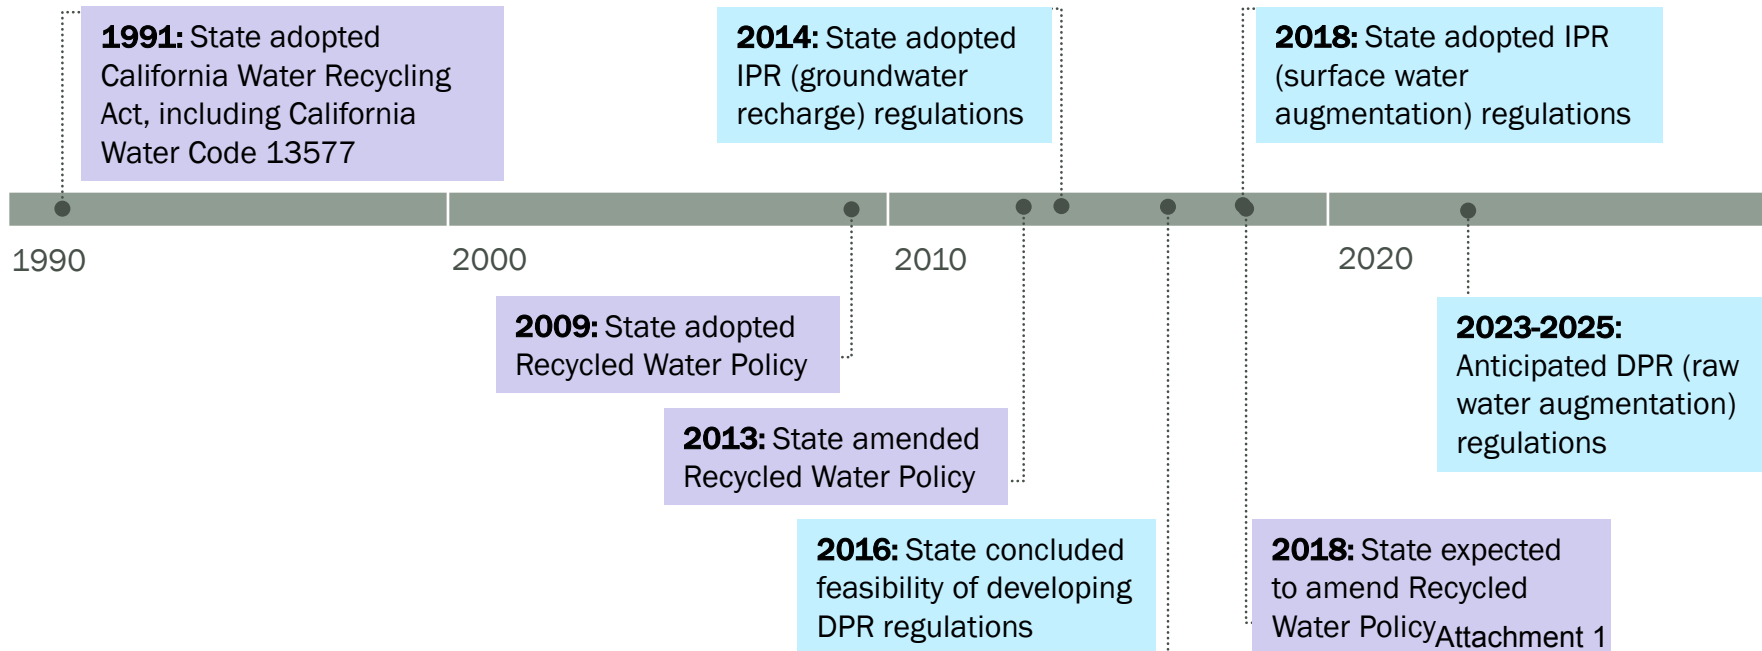 1991: State adopted
California Water Recycling
Act, including California
Water Code 13577
2014: State adopted
IPR (groundwater
recharge) regulations
2018: State adopted IPR
(surface water
augmentation) regulations
1990
2000
2010
2020
2009: State adopted
Recycled Water Policy
2013: State amended
Recycled Water Policy
2016: State concluded
feasibility of developing
DPR regulations
2018: State expected
to amend Recycled
Water Policy
2023-2025:
Anticipated DPR (raw
water augmentation)
regulations
Attachment 1